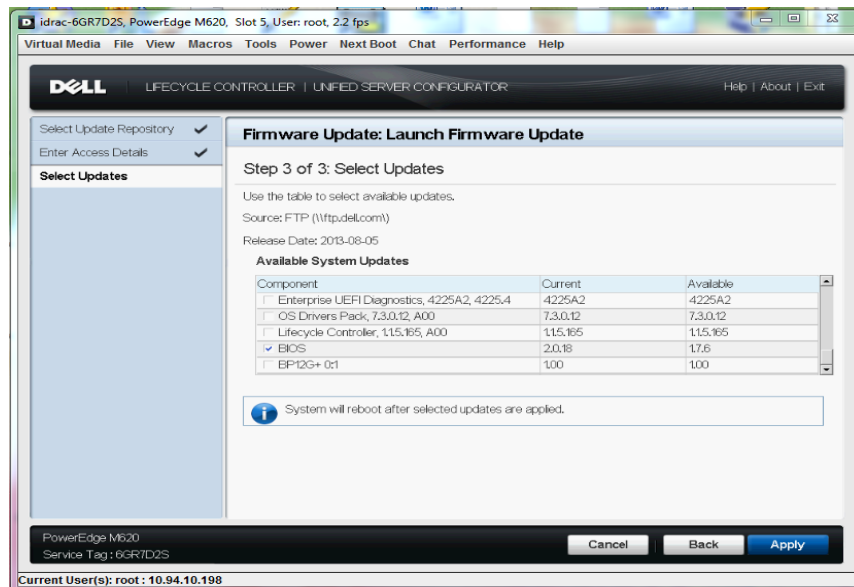 idrac-6GR7D2S, PowerEdge M620, Slot 5, User: root, 2.2 fps
Virtual Media File View Macros Tools Power Next Boot Chat Performance Help
DELL LIFECYCLE CONTROLLER | UNIFIED SERVER CONFIGURATOR Help | About | Exit
Select Update Repository
Enter Access Details
Select Updates
Firmware Update: Launch Firmware Update
Step 3 of 3: Select Updates
Use the table to select available updates.
Source: FTP (\\ftp.dell.com\)
Release Date: 2013-08-05
Available System Updates
Component Current Available
Enterprise UEFI Diagnostics, 4225A2, 4225.4 4225A2 4225A2
OS Drivers Pack, 7.3.0.12, A00 7.3.0.12 7.3.0.12
Lifecycle Controller, 1.1.5.165, A00 1.1.5.165 1.1.5.165
BIOS 2.0.18 1.7.6
BP12G+ 0:1 1.00 1.00
System will reboot after selected updates are applied.
PowerEdge M620
Service Tag : 6GR7D2S
Cancel Back Apply
Current User(s): root : 10.94.10.198